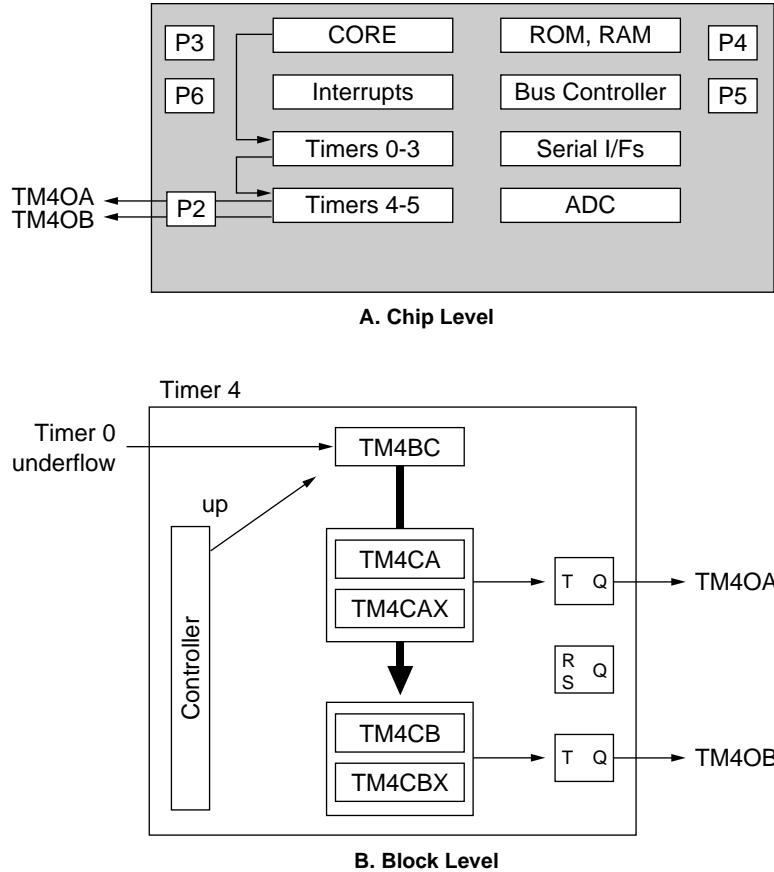 P3
CORE
ROM, RAM
P4
P6
Interrupts
Bus Controller
P5
Timers 0-3
Serial I/Fs
TM4OA
TM4OB
P2
Timers 4-5
ADC
A. Chip Level
Timer 4
Timer 0
underflow
TM4BC
up
Controller
TM4CA
TM4CAX
T Q
TM4OA
R
S Q
TM4CB
TM4CBX
T Q
TM4OB
B. Block Level